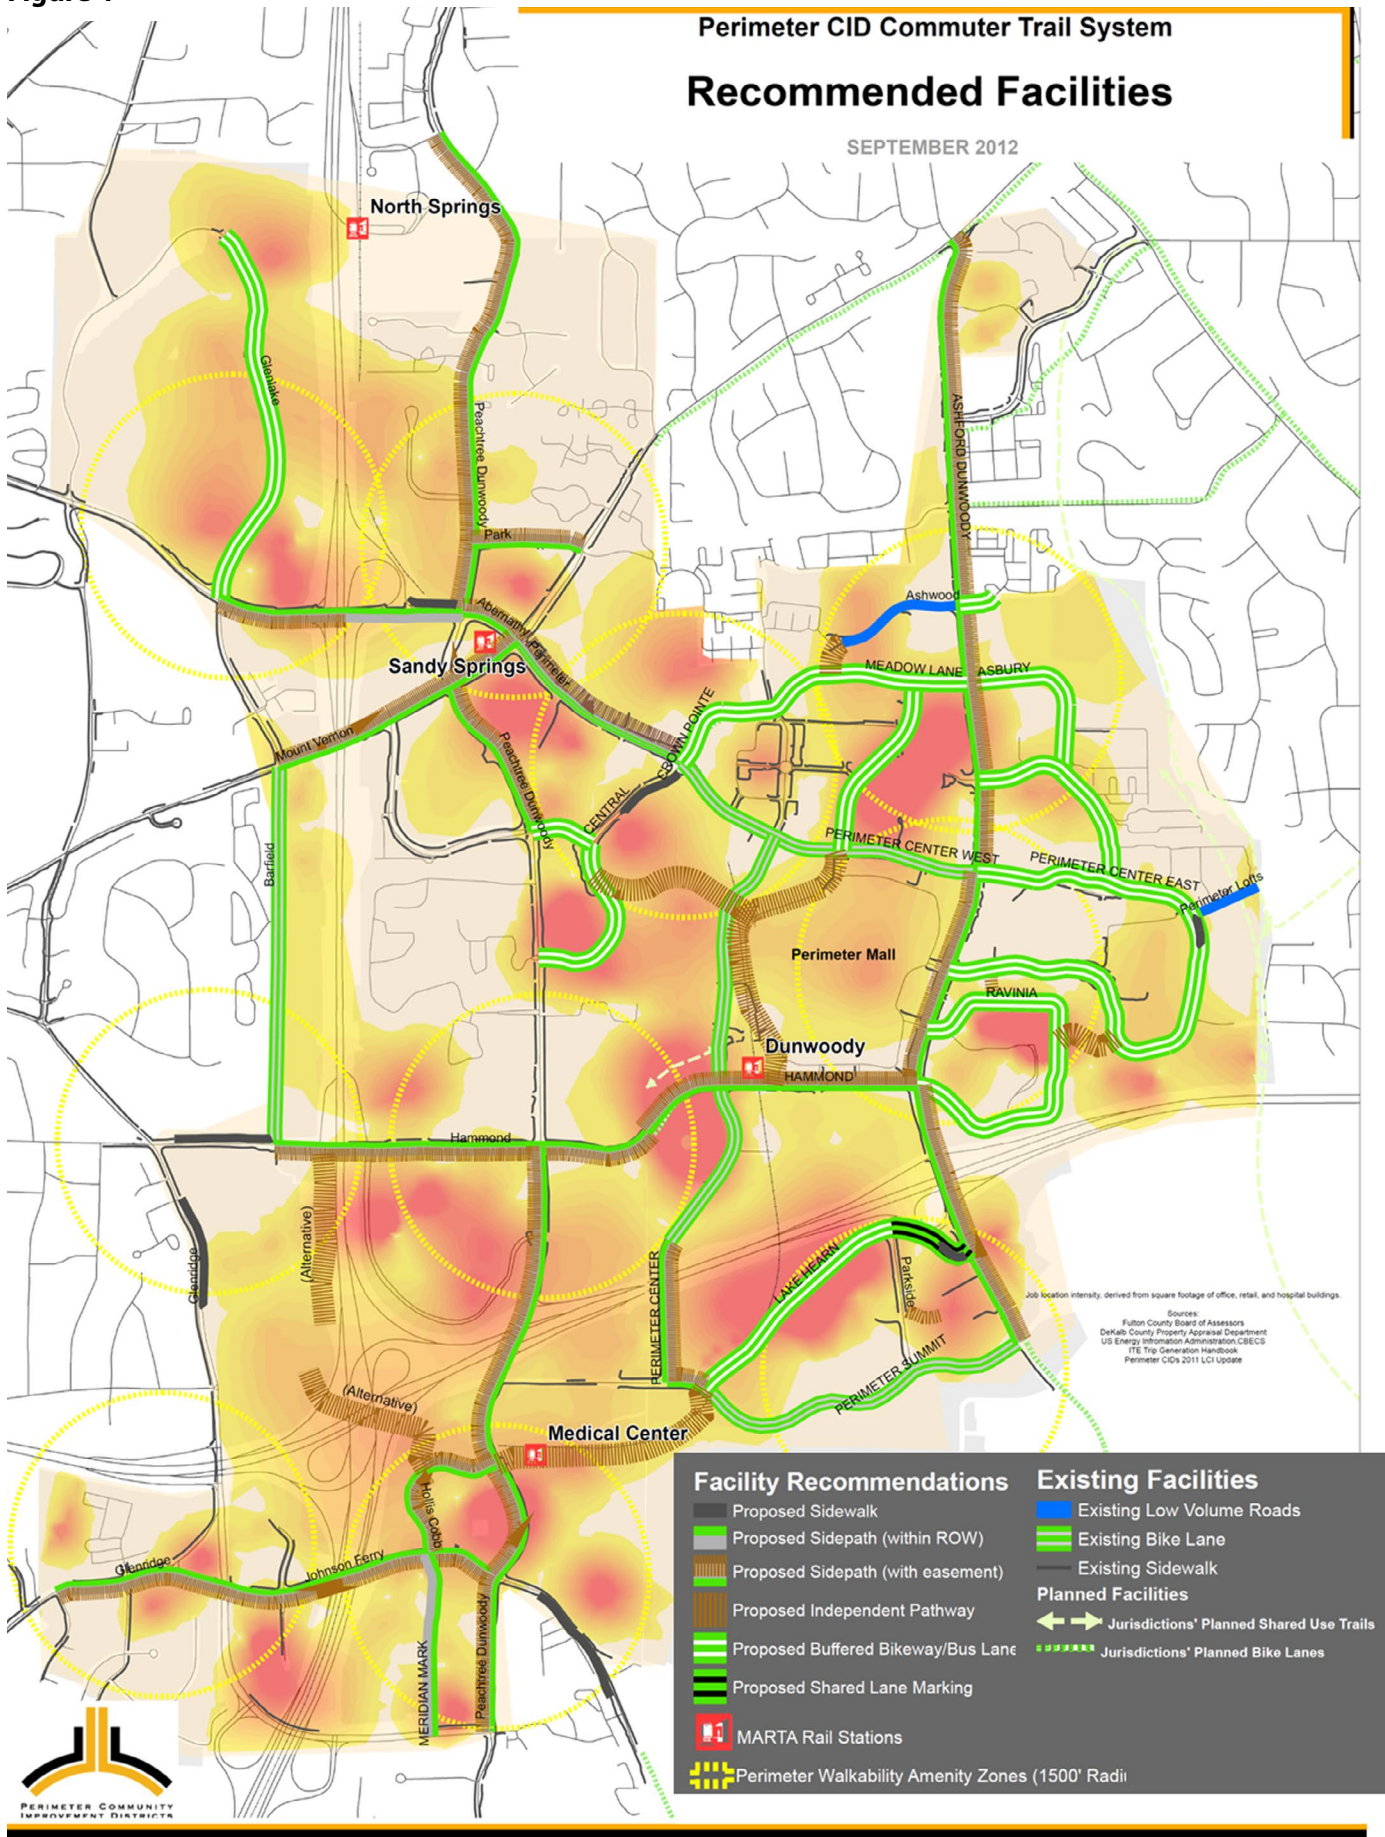 Perimeter CID Commuter Trail System
Recommended Facilities
SEPTEMBER 2012
North Springs
Glenlake
Peachtree Dunwoody
ASHFORD DUNWOODY
Park
Ashwood
Abernathy
Perimeter
Sandy Springs
MEADOW LANE
ASBURY
CROWN POINTE
Mount Vernon
Peachtree Dunwoody
CENTRAL
Barfield
PERIMETER CENTER WEST
PERIMETER CENTER EAST
Perimeter Lofts
Perimeter Mall
RAVINIA
Dunwoody
HAMMOND
Hammond
(Alternative)
Glenridge
PERIMETER CENTER
LAKE HEARN
Parkside
PERIMETER SUMMIT
Job location intensity, derived from square footage of office, retail, and hospital buildings.
Sources:
Fulton County Board of Assessors
DeKalb County Property Appraisal Department
US Energy Infromation Administration,CBECS
ITE Trip Generation Handbook
Perimeter CIDs 2011 LCI Update
(Alternative)
Medical Center
Hollis Cobb
Glenridge
Johnson Ferry
MERIDIAN MARK
Peachtree Dunwoody
Facility Recommendations
Proposed Sidewalk
Proposed Sidepath (within ROW)
Proposed Sidepath (with easement)
Proposed Independent Pathway
Proposed Buffered Bikeway/Bus Lane
Proposed Shared Lane Marking
MARTA Rail Stations
Perimeter Walkability Amenity Zones (1500' Radi
Existing Facilities
Existing Low Volume Roads
Existing Bike Lane
Existing Sidewalk
Planned Facilities
Jurisdictions' Planned Shared Use Trails
Jurisdictions' Planned Bike Lanes
PERIMETER COMMUNITY
IMPROVEMENT DISTRICTS